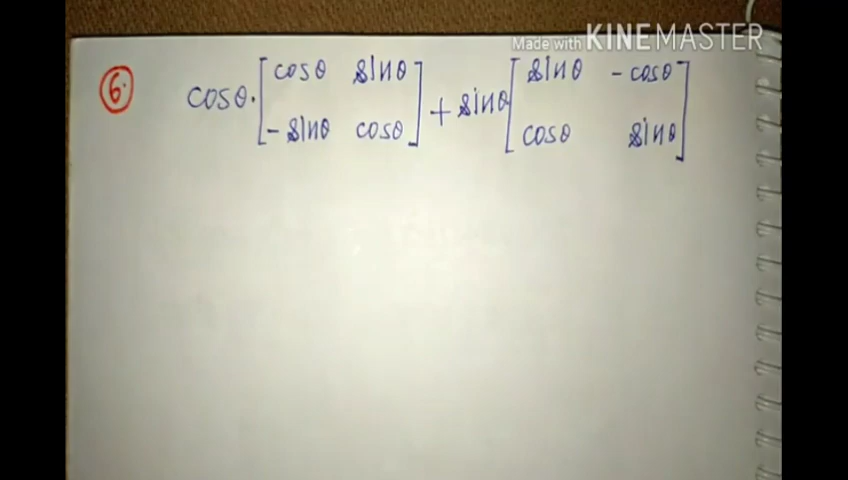 Made with KINEMASTER
6. cosθ. [ cosθ sinθ ] + sinθ [ sinθ - cosθ ]
[ - sinθ cosθ ] [ cosθ sinθ ]